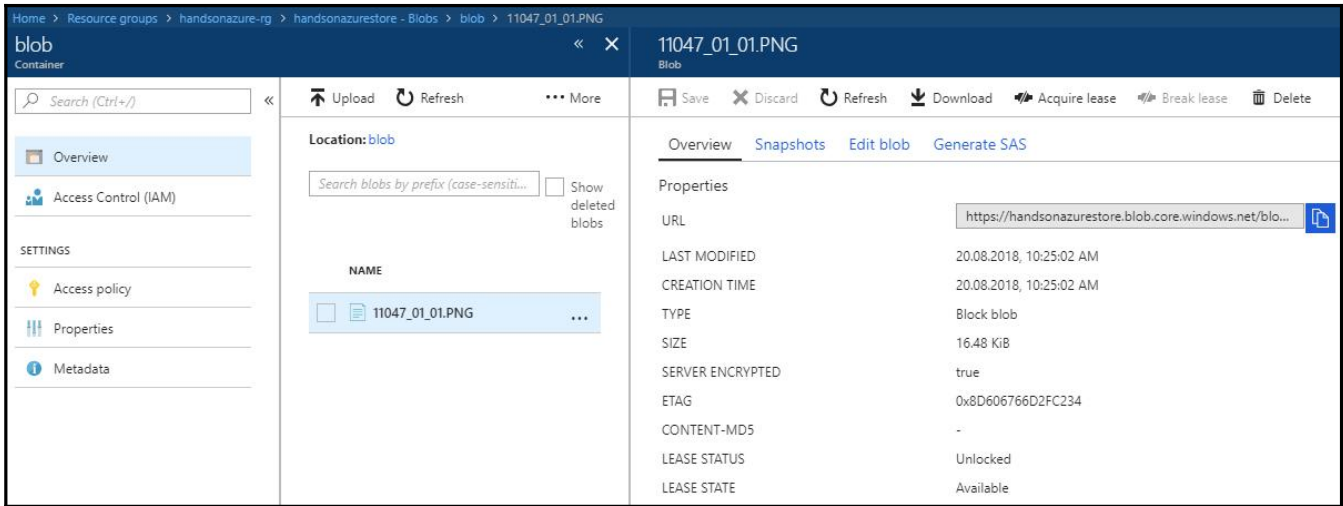 Home > Resource groups > handsonazure-rg > handsonazurestore - Blobs > blob > 11047_01_01.PNG
blob
Container
Search (Ctrl+/)
Overview
Access Control (IAM)
SETTINGS
Access policy
Properties
Metadata
Upload Refresh ... More
Location: blob
Search blobs by prefix (case-sensiti...
Show
deleted
blobs
NAME
11047_01_01.PNG ...
11047_01_01.PNG
Blob
Save Discard Refresh Download Acquire lease Break lease Delete
Overview Snapshots Edit blob Generate SAS
Properties
URL https://handsonazurestore.blob.core.windows.net/blo...
LAST MODIFIED 20.08.2018, 10:25:02 AM
CREATION TIME 20.08.2018, 10:25:02 AM
TYPE Block blob
SIZE 16.48 KiB
SERVER ENCRYPTED true
ETAG 0x8D606766D2FC234
CONTENT-MD5 -
LEASE STATUS Unlocked
LEASE STATE Available